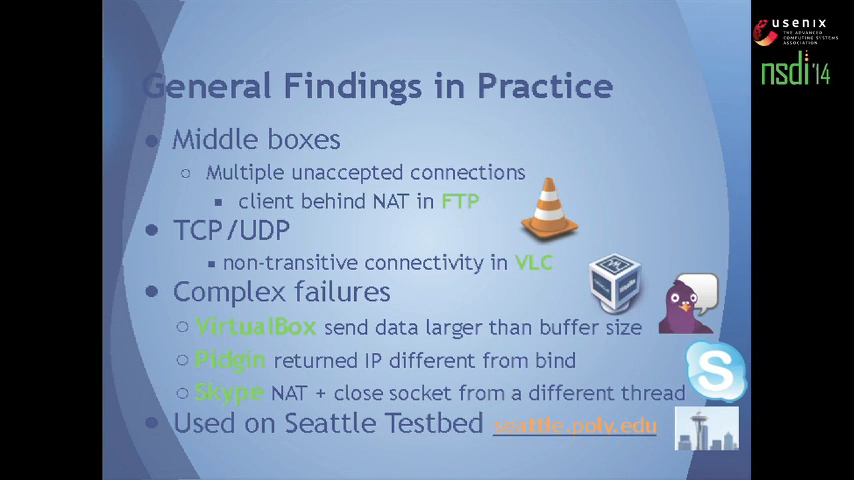 usenix
THE ADVANCED
COMPUTING SYSTEMS
ASSOCIATION
nsdi '14
General Findings in Practice
Middle boxes
Multiple unaccepted connections
client behind NAT in FTP
TCP/UDP
non-transitive connectivity in VLC
Complex failures
VirtualBox send data larger than buffer size
Pidgin returned IP different from bind
Skype NAT + close socket from a different thread
Used on Seattle Testbed seattle.poly.edu